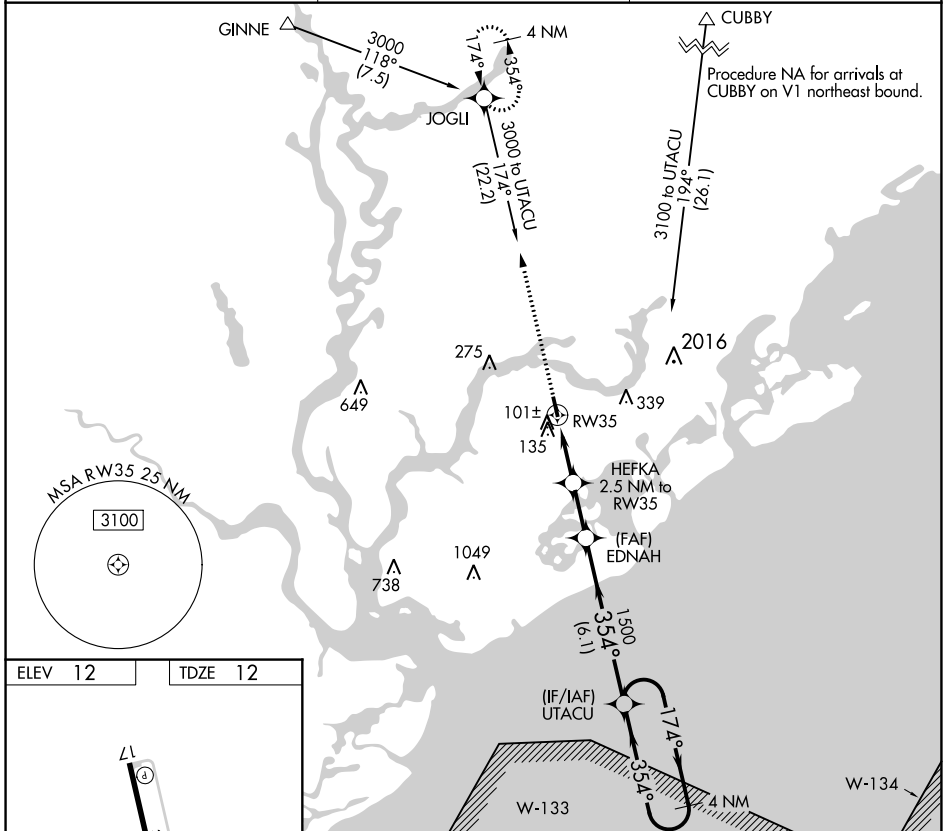 GINNE
3000
118°
(7.5)
174°
354°
4 NM
JOGLI
3000 to UTACU
174°
(22.2)
CUBBY
Procedure NA for arrivals at
CUBBY on V1 northeast bound.
3100 to UTACU
194°
(26.1)
2016
275
649
339
101±
RW35
135
HEFKA
2.5 NM to
RW35
MSA RW35 25 NM
3100
(FAF)
EDNAH
1049
738
1500
354°
(6.1)
ELEV 12
TDZE 12
(IF/IAF)
UTACU
174°
354°
4 NM
W-133
W-134
17
P